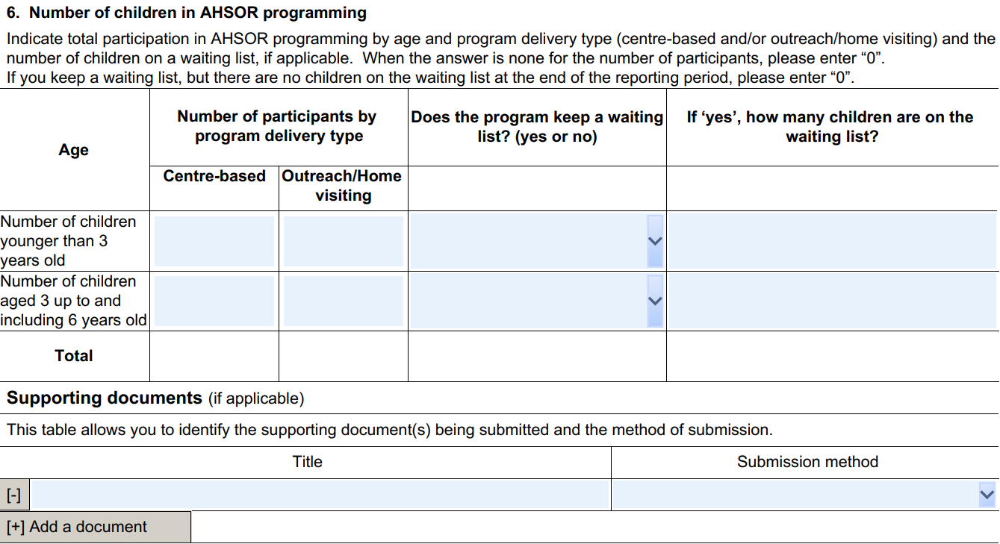 6. Number of children in AHSOR programming
Indicate total participation in AHSOR programming by age and program delivery type (centre-based and/or outreach/home visiting) and the
number of children on a waiting list, if applicable. When the answer is none for the number of participants, please enter “0”.
If you keep a waiting list, but there are no children on the waiting list at the end of the reporting period, please enter “0”.
Age
Number of participants by
program delivery type
Does the program keep a waiting
list? (yes or no)
If ‘yes’, how many children are on the
waiting list?
Centre-based
Outreach/Home
visiting
Number of children
younger than 3
years old
Number of children
aged 3 up to and
including 6 years old
Total
Supporting documents (if applicable)
This table allows you to identify the supporting document(s) being submitted and the method of submission.
Title
Submission method
[-]
[+] Add a document